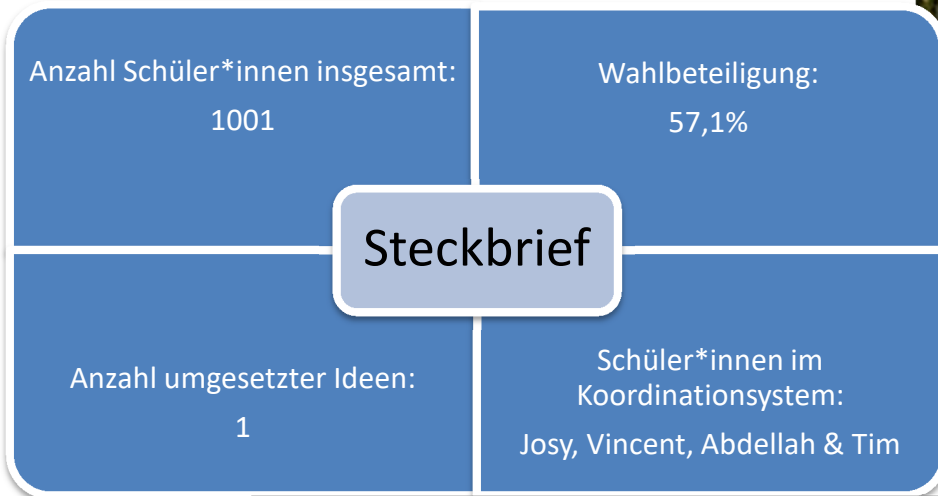 Anzahl Schüler*innen insgesamt:
1001
Wahlbeteiligung:
57,1%
Steckbrief
Anzahl umgesetzter Ideen:
1
Schüler*innen im
Koordinationsystem:
Josy, Vincent, Abdellah & Tim